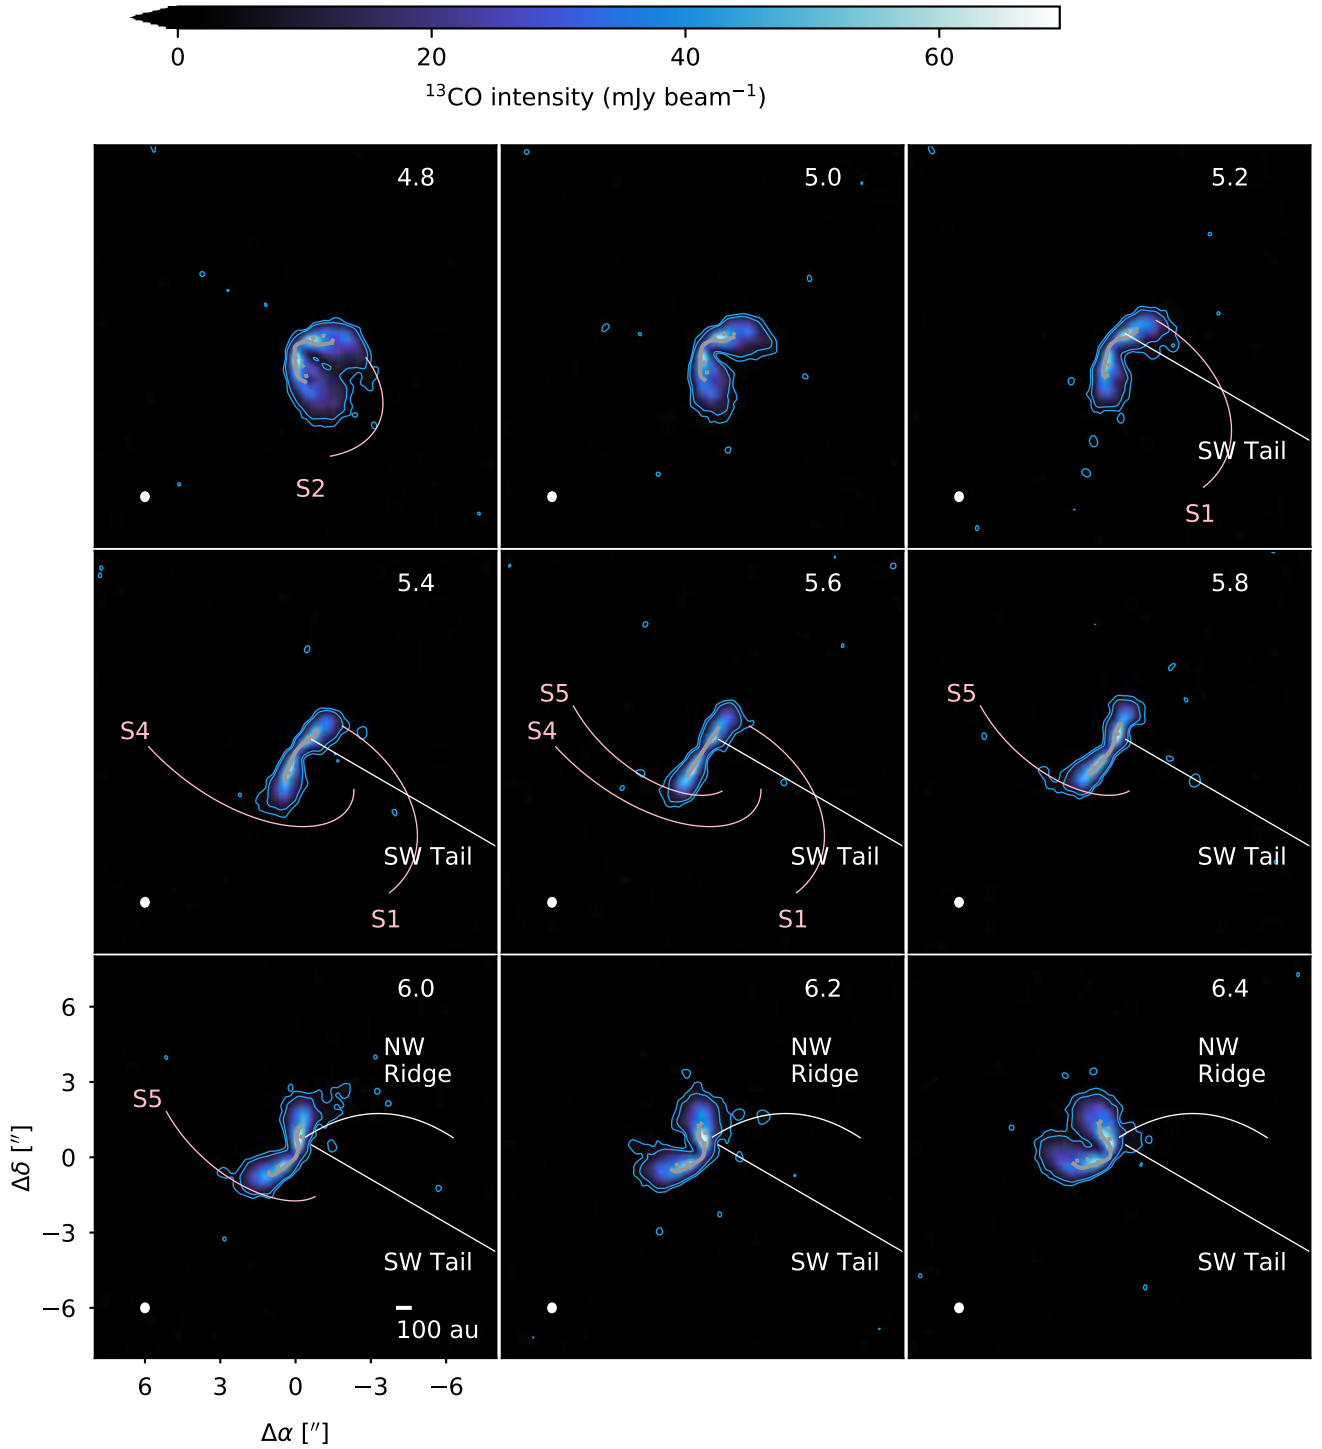 0 20 40 60
¹³CO intensity (mJy beam⁻¹)
4.8 5.0 5.2
S2
SW Tail
S1
5.4 5.6 5.8
S4
SW Tail
S1
S5
S4
SW Tail
S1
S5
SW Tail
6.0 6.2 6.4
NW
Ridge
S5
SW Tail
100 au
NW
Ridge
SW Tail
NW
Ridge
SW Tail
6
3
0
−3
−6
Δδ [″]
6 3 0 −3 −6
Δα [″]